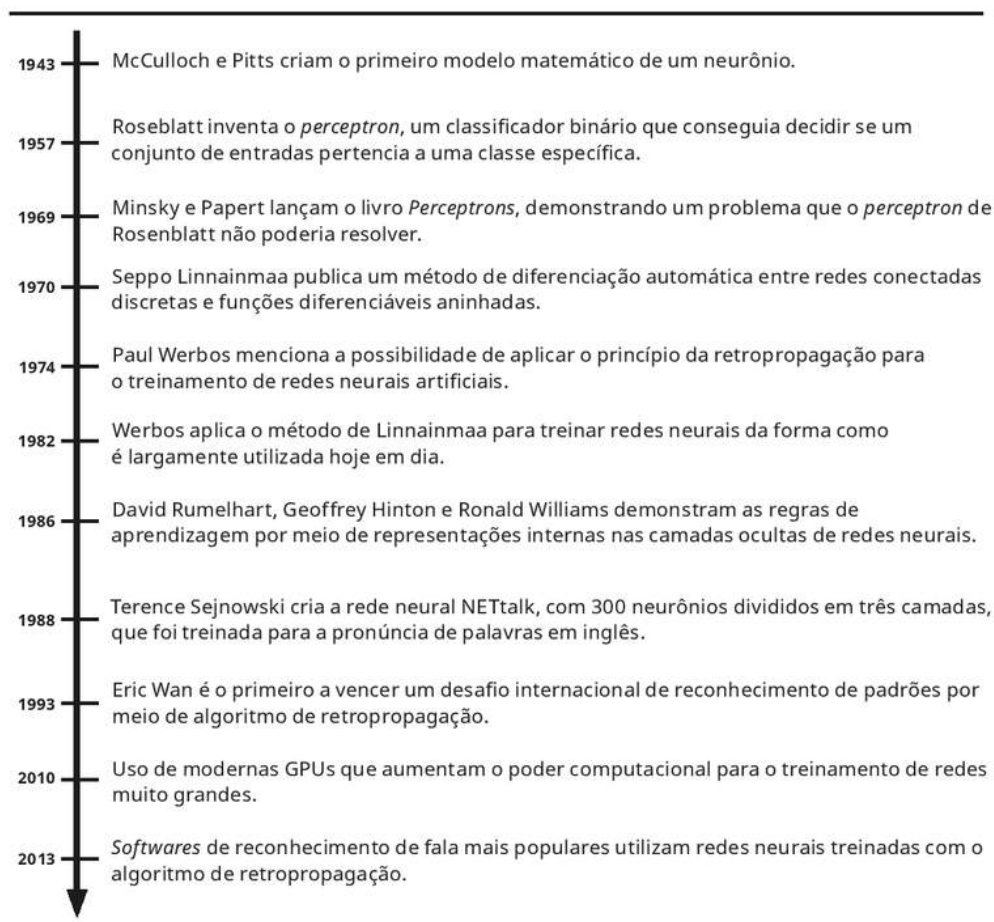 1943
McCulloch e Pitts criam o primeiro modelo matemático de um neurônio.
1957
Roseblatt inventa o perceptron, um classificador binário que conseguia decidir se um
conjunto de entradas pertencia a uma classe específica.
1969
Minsky e Papert lançam o livro Perceptrons, demonstrando um problema que o perceptron de
Rosenblatt não poderia resolver.
1970
Seppo Linnainmaa publica um método de diferenciação automática entre redes conectadas
discretas e funções diferenciáveis aninhadas.
1974
Paul Werbos menciona a possibilidade de aplicar o princípio da retropropagação para
o treinamento de redes neurais artificiais.
1982
Werbos aplica o método de Linnainmaa para treinar redes neurais da forma como
é largamente utilizada hoje em dia.
1986
David Rumelhart, Geoffrey Hinton e Ronald Williams demonstram as regras de
aprendizagem por meio de representações internas nas camadas ocultas de redes neurais.
1988
Terence Sejnowski cria a rede neural NETtalk, com 300 neurônios divididos em três camadas,
que foi treinada para a pronúncia de palavras em inglês.
1993
Eric Wan é o primeiro a vencer um desafio internacional de reconhecimento de padrões por
meio de algoritmo de retropropagação.
2010
Uso de modernas GPUs que aumentam o poder computacional para o treinamento de redes
muito grandes.
2013
Softwares de reconhecimento de fala mais populares utilizam redes neurais treinadas com o
algoritmo de retropropagação.